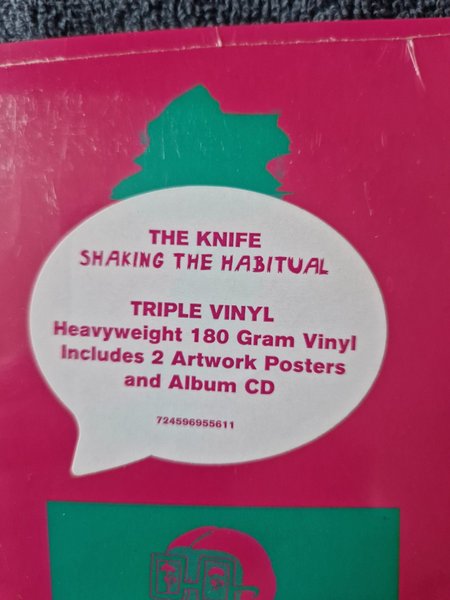 THE KNIFE
SHAKING THE HABITUAL
TRIPLE VINYL
Heavyweight 180 Gram Vinyl
Includes 2 Artwork Posters
and Album CD
724596955611